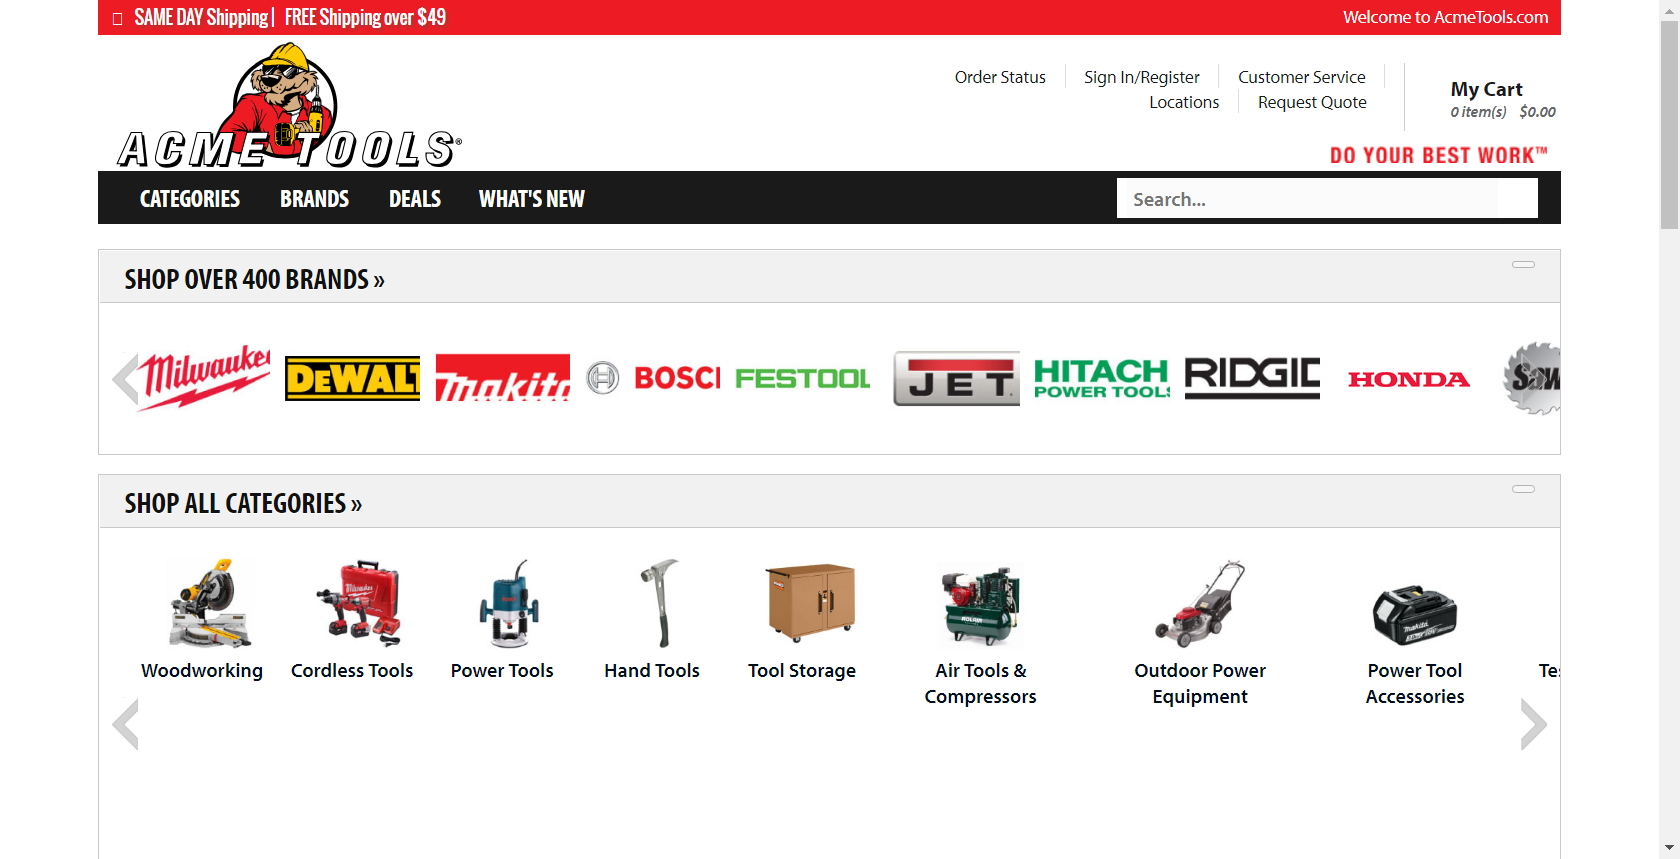 SAME DAY Shipping | FREE Shipping over $49
Welcome to AcmeTools.com
Order Status
Sign In/Register
Customer Service
Locations
Request Quote
My Cart
0 item(s) $0.00
ACME TOOLS®
DO YOUR BEST WORK™
CATEGORIES
BRANDS
DEALS
WHAT'S NEW
Search...
SHOP OVER 400 BRANDS »
Milwaukee
DEWALT
makita
BOSCH
FESTOOL
JET
HITACHI
POWER TOOLS
RIDGID
HONDA
SAW
SHOP ALL CATEGORIES »
Woodworking
Cordless Tools
Power Tools
Hand Tools
Tool Storage
Air Tools &
Compressors
Outdoor Power
Equipment
Power Tool
Accessories